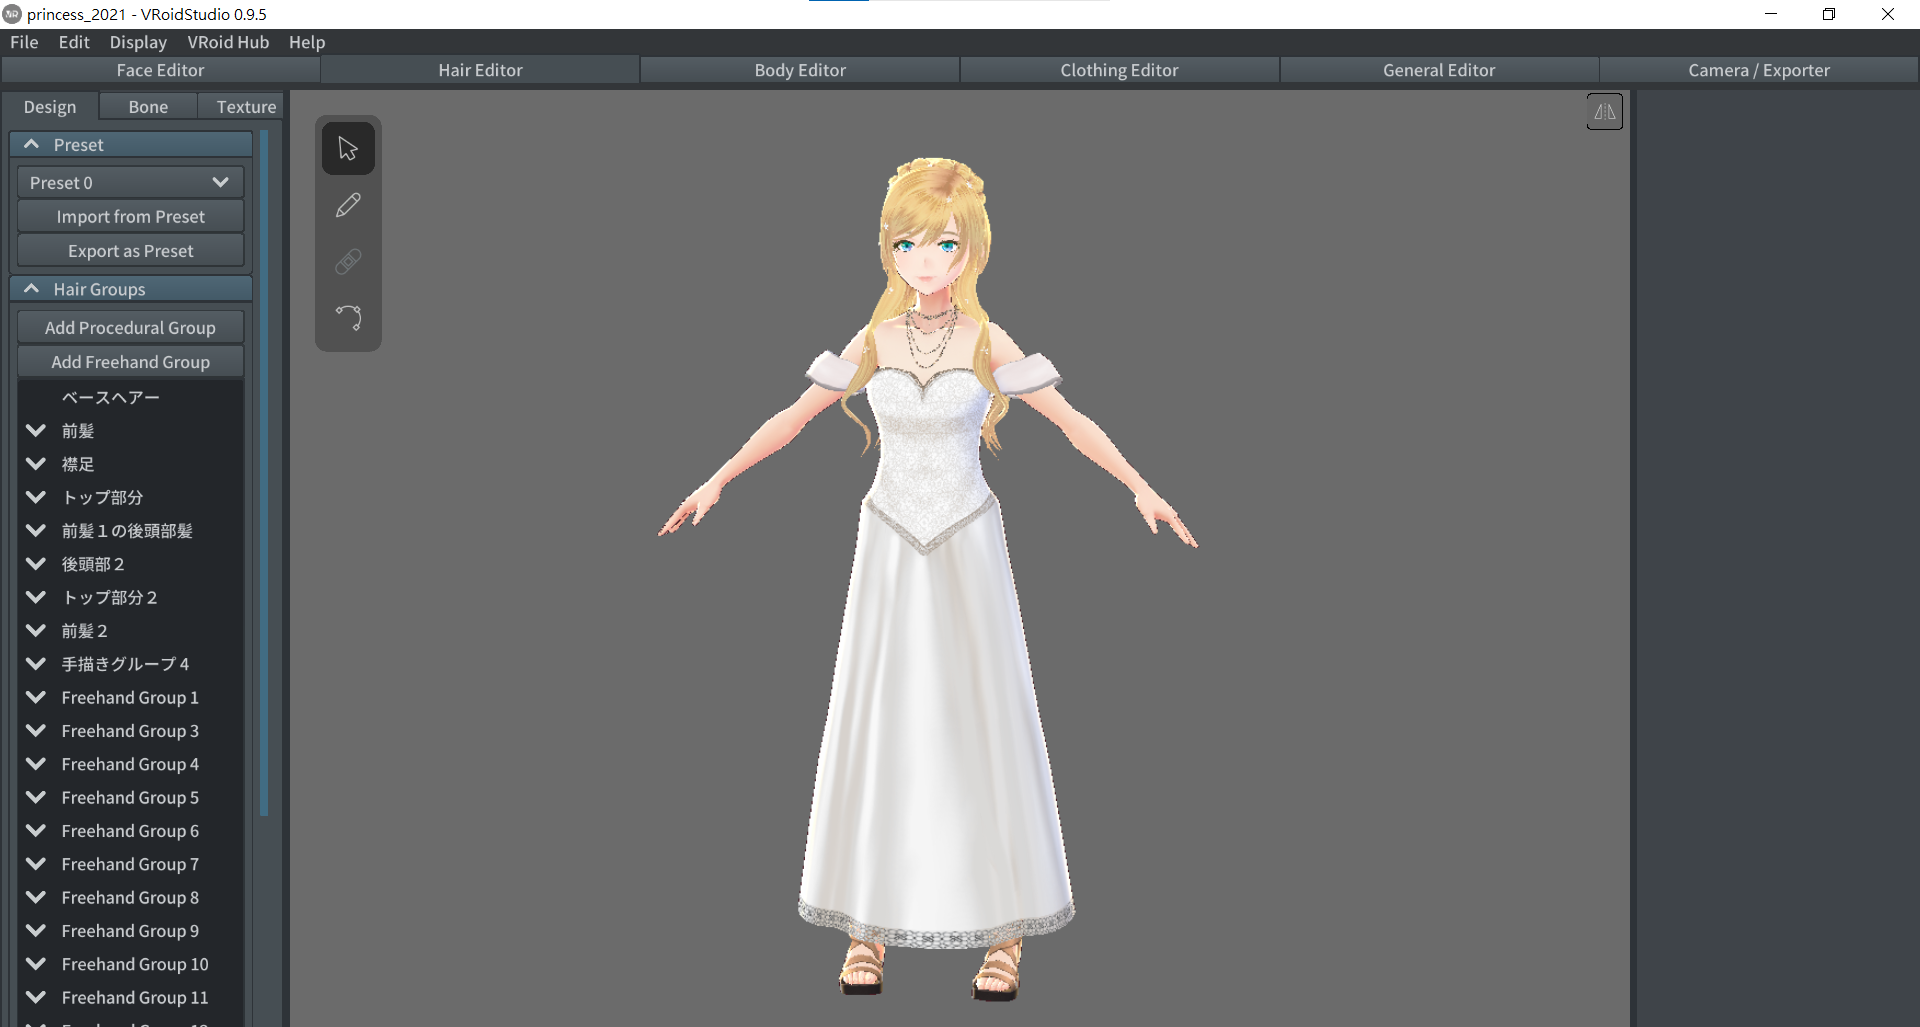 princess_2021 - VRoidStudio 0.9.5
File Edit Display VRoid Hub Help
Face Editor Hair Editor Body Editor Clothing Editor General Editor Camera / Exporter
Design Bone Texture
Preset
Preset 0
Import from Preset
Export as Preset
Hair Groups
Add Procedural Group
Add Freehand Group
ベースヘアー
前髪
襟足
トップ部分
前髪１の後頭部髪
後頭部２
トップ部分２
前髪２
手描きグループ 4
Freehand Group 1
Freehand Group 3
Freehand Group 4
Freehand Group 5
Freehand Group 6
Freehand Group 7
Freehand Group 8
Freehand Group 9
Freehand Group 10
Freehand Group 11